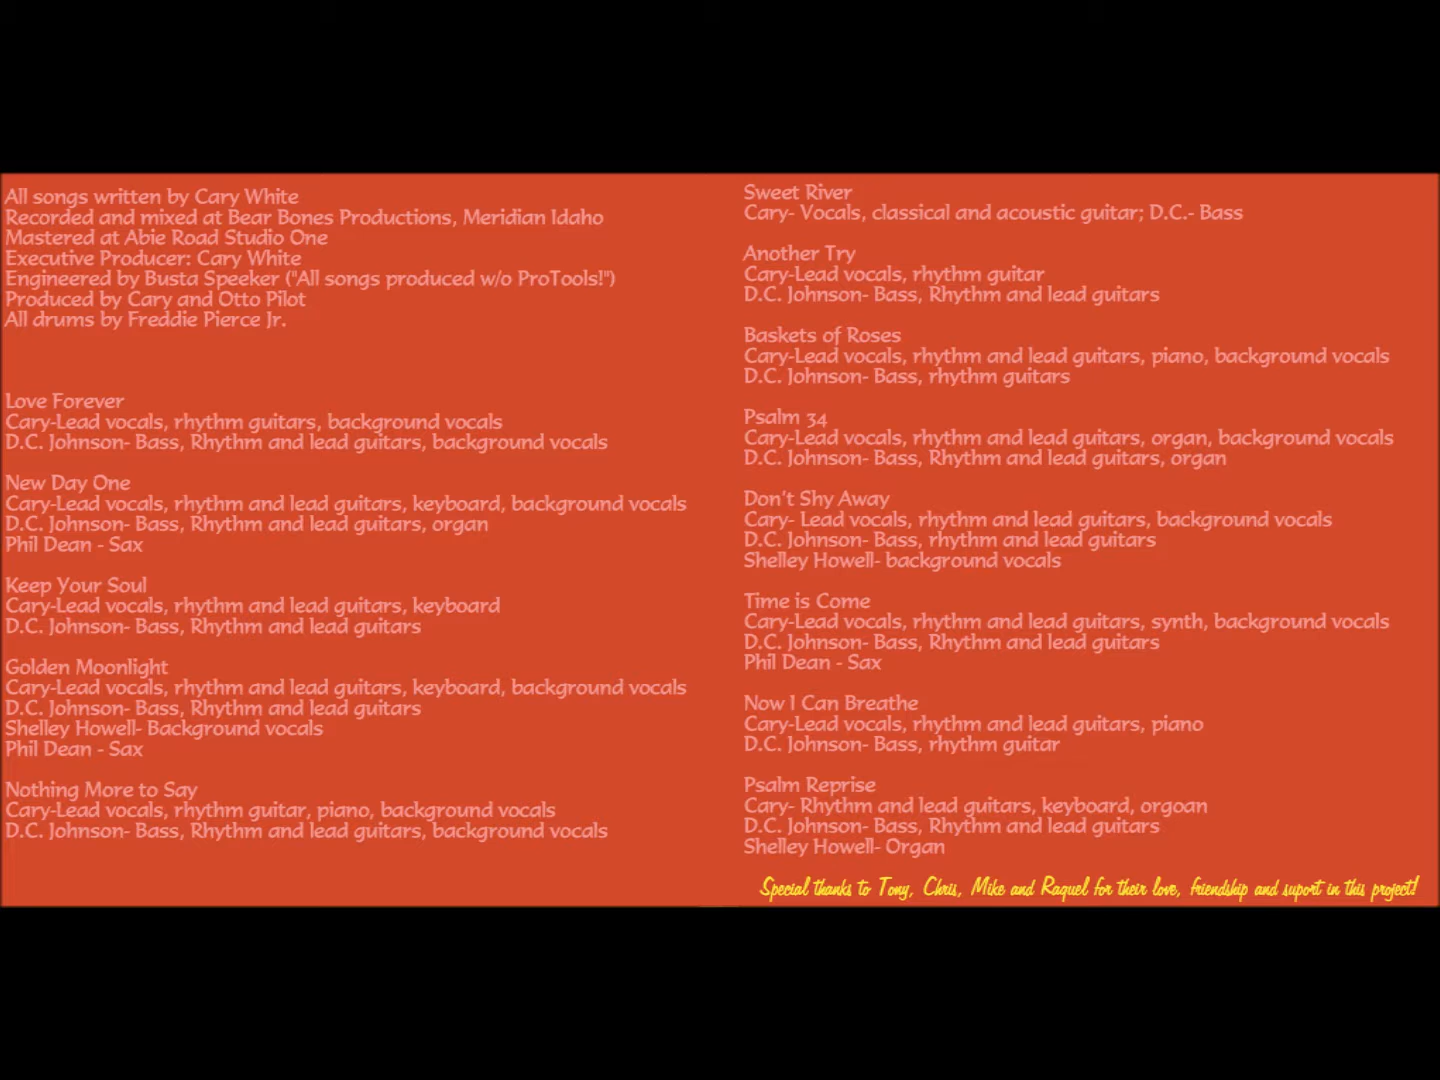 All songs written by Cary White
Recorded and mixed at Bear Bones Productions, Meridian Idaho
Mastered at Abie Road Studio One
Executive Producer: Cary White
Engineered by Busta Speeker ("All songs produced w/o ProTools!")
Produced by Cary and Otto Pilot
All drums by Freddie Pierce Jr.
Love Forever
Cary-Lead vocals, rhythm guitars, background vocals
D.C. Johnson- Bass, Rhythm and lead guitars, background vocals
New Day One
Cary-Lead vocals, rhythm and lead guitars, keyboard, background vocals
D.C. Johnson- Bass, Rhythm and lead guitars, organ
Phil Dean - Sax
Keep Your Soul
Cary-Lead vocals, rhythm and lead guitars, keyboard
D.C. Johnson- Bass, Rhythm and lead guitars
Golden Moonlight
Cary-Lead vocals, rhythm and lead guitars, keyboard, background vocals
D.C. Johnson- Bass, Rhythm and lead guitars
Shelley Howell- Background vocals
Phil Dean - Sax
Nothing More to Say
Cary-Lead vocals, rhythm guitar, piano, background vocals
D.C. Johnson- Bass, Rhythm and lead guitars, background vocals
Sweet River
Cary- Vocals, classical and acoustic guitar; D.C.- Bass
Another Try
Cary-Lead vocals, rhythm guitar
D.C. Johnson- Bass, Rhythm and lead guitars
Baskets of Roses
Cary-Lead vocals, rhythm and lead guitars, piano, background vocals
D.C. Johnson- Bass, rhythm guitars
Psalm 34
Cary-Lead vocals, rhythm and lead guitars, organ, background vocals
D.C. Johnson- Bass, Rhythm and lead guitars, organ
Don't Shy Away
Cary- Lead vocals, rhythm and lead guitars, background vocals
D.C. Johnson- Bass, rhythm and lead guitars
Shelley Howell- background vocals
Time is Come
Cary-Lead vocals, rhythm and lead guitars, synth, background vocals
D.C. Johnson- Bass, Rhythm and lead guitars
Phil Dean - Sax
Now I Can Breathe
Cary-Lead vocals, rhythm and lead guitars, piano
D.C. Johnson- Bass, rhythm guitar
Psalm Reprise
Cary- Rhythm and lead guitars, keyboard, orgoan
D.C. Johnson- Bass, Rhythm and lead guitars
Shelley Howell- Organ
Special thanks to Tony, Chris, Mike and Raquel for their love, friendship and suport in this project!